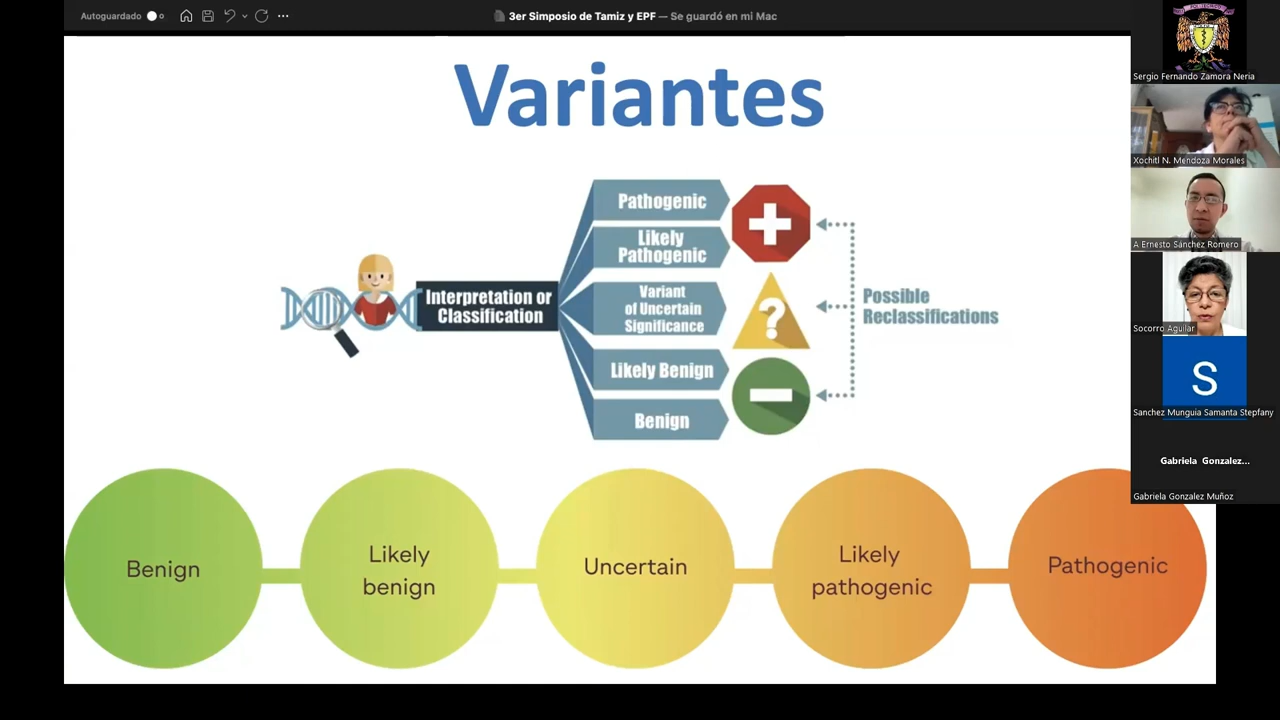 Autoguardado
3er Simposio de Tamiz y EPF — Se guardó en mi Mac
Variantes
Pathogenic
Likely
Pathogenic
Interpretation or
Classification
Variant
of Uncertain
Significance
Possible
Reclassifications
Likely Benign
Benign
Benign
Likely
benign
Uncertain
Likely
pathogenic
Pathogenic
Sergio Fernando Zamora Neria
Xochitl N. Mendoza Morales
A Ernesto Sánchez Romero
Socorro Aguilar
S
Sanchez Munguia Samanta Stepfany
Gabriela Gonzalez...
Gabriela Gonzalez Muñoz